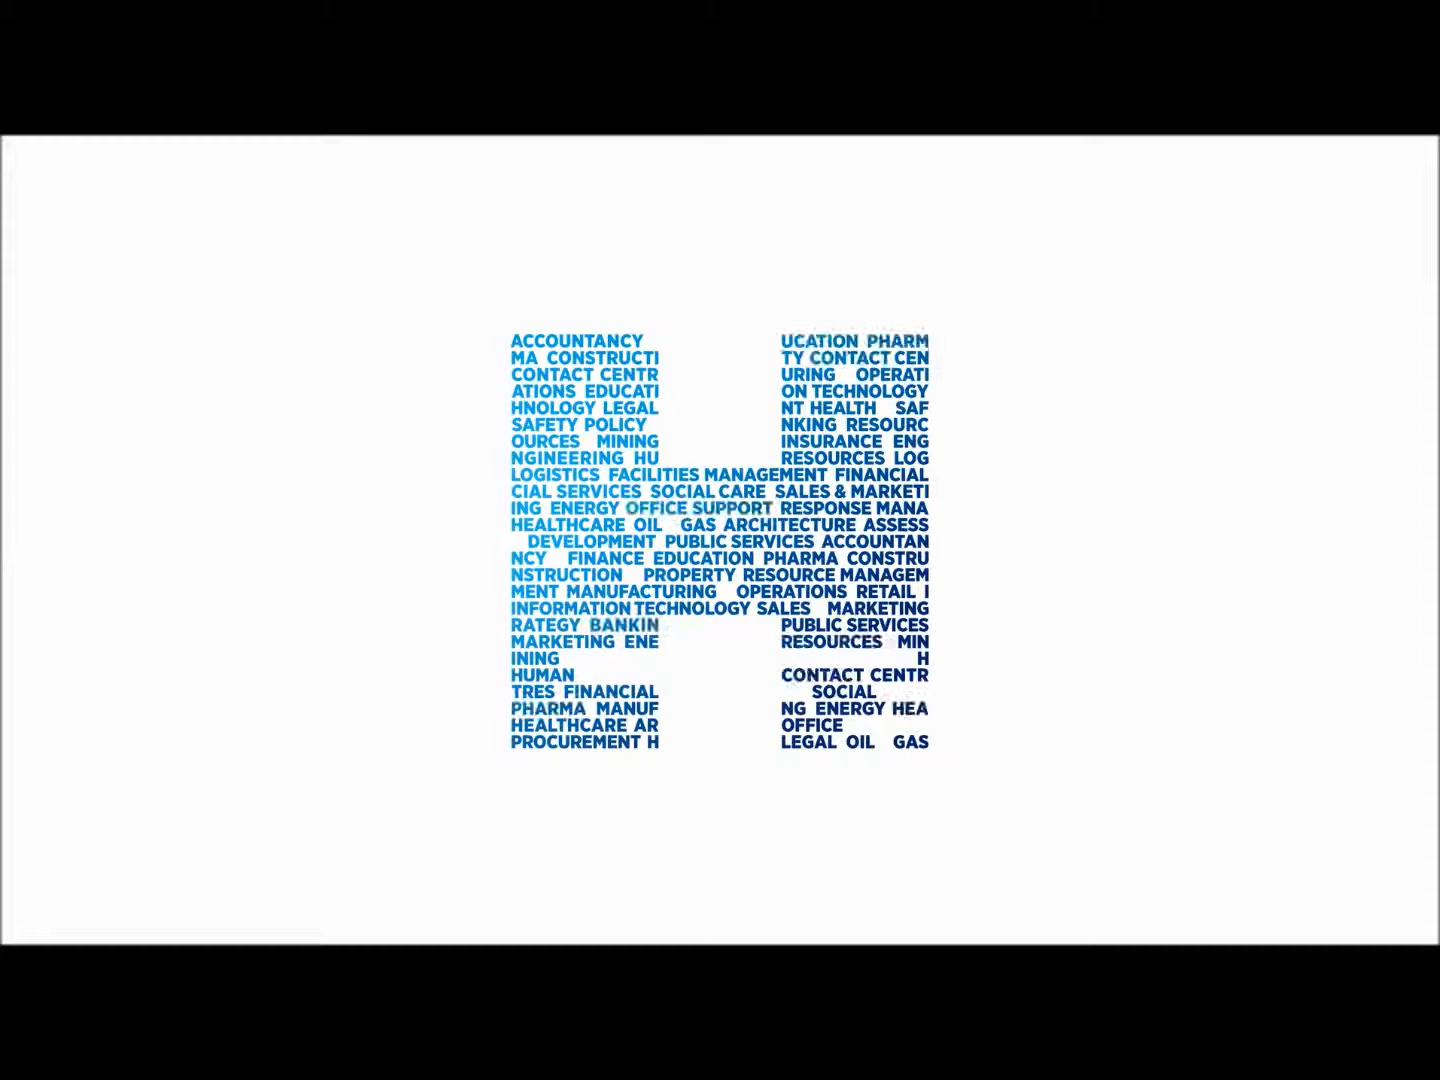 ACCOUNTANCY UCATION PHARM
MA CONSTRUCTI TY CONTACT CEN
CONTACT CENTR URING OPERATI
ATIONS EDUCATI ON TECHNOLOGY
HNOLOGY LEGAL NT HEALTH SAF
SAFETY POLICY NKING RESOURC
OURCES MINING INSURANCE ENG
NGINEERING HU RESOURCES LOG
LOGISTICS FACILITIES MANAGEMENT FINANCIAL
CIAL SERVICES SOCIAL CARE SALES & MARKETI
ING ENERGY OFFICE SUPPORT RESPONSE MANA
HEALTHCARE OIL GAS ARCHITECTURE ASSESS
DEVELOPMENT PUBLIC SERVICES ACCOUNTAN
NCY FINANCE EDUCATION PHARMA CONSTRU
NSTRUCTION PROPERTY RESOURCE MANAGEM
MENT MANUFACTURING OPERATIONS RETAIL I
INFORMATION TECHNOLOGY SALES MARKETING
RATEGY BANKIN PUBLIC SERVICES
MARKETING ENE RESOURCES MIN
INING H
HUMAN CONTACT CENTR
TRES FINANCIAL SOCIAL
PHARMA MANUF NG ENERGY HEA
HEALTHCARE AR OFFICE
PROCUREMENT H LEGAL OIL GAS